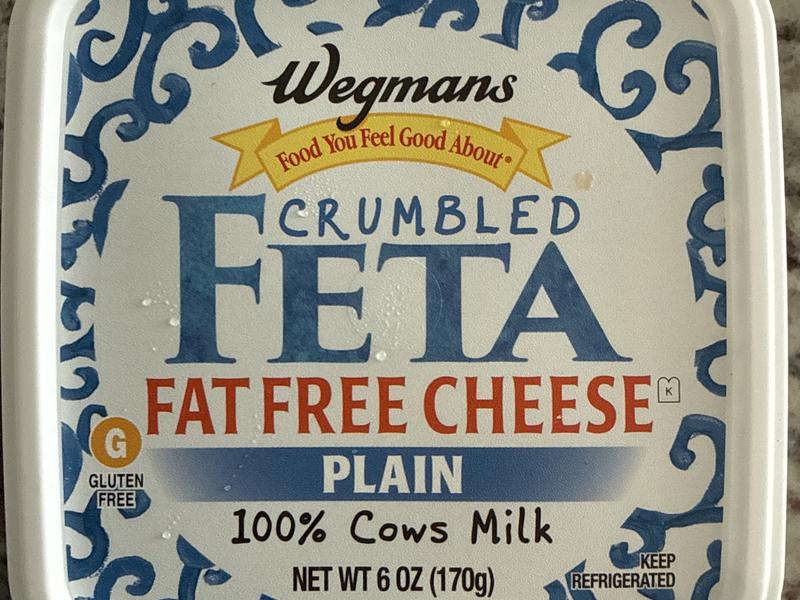 Wegmans
Food You Feel Good About®
CRUMBLED
FETA
FAT FREE CHEESE
K
PLAIN
G
GLUTEN
FREE
100% Cows Milk
NET WT 6 OZ (170g)
KEEP
REFRIGERATED